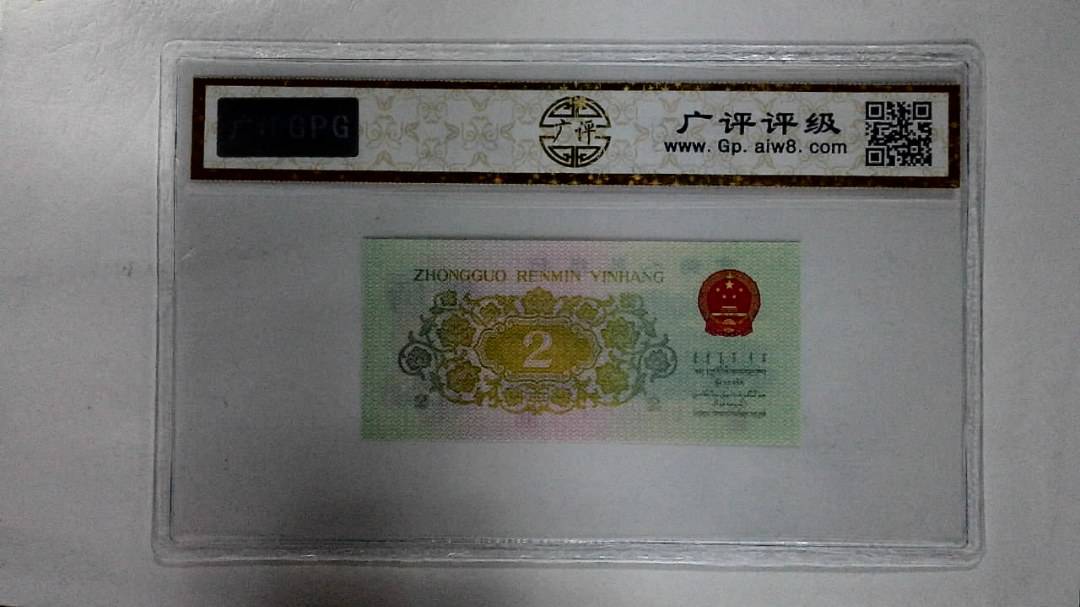 广评GPG
广评
广评评级
www.Gp.aiw8.com
ZHONGGUO RENMIN YINHANG
2
2 2